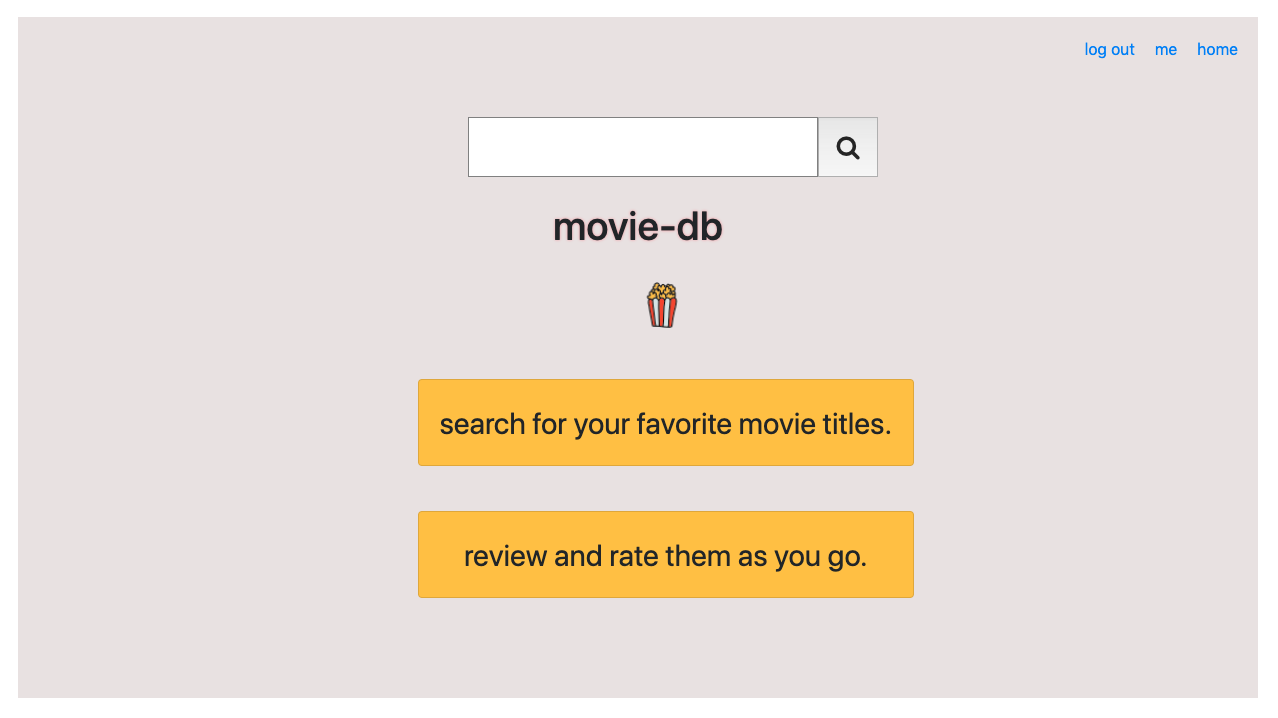 log out me home
movie-db
search for your favorite movie titles.
review and rate them as you go.